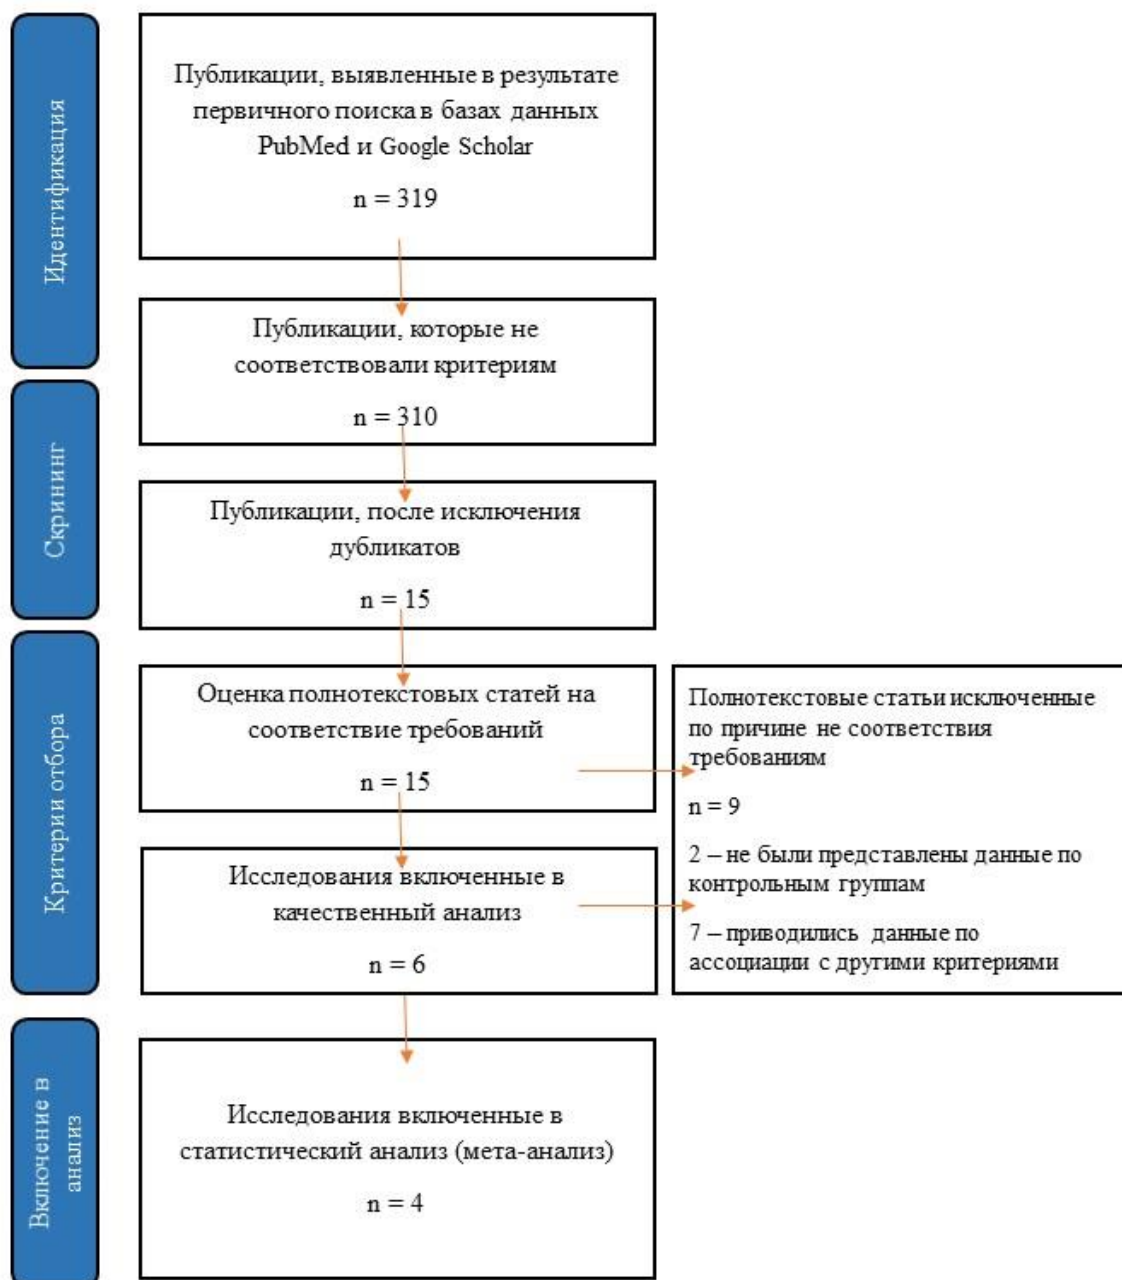 Идентификация
Публикации, выявленные в результате
первичного поиска в базах данных
PubMed и Google Scholar
n = 319
Публикации, которые не
соответствовали критериям
n = 310
Скрининг
Публикации, после исключения
дубликатов
n = 15
Критерии отбора
Оценка полнотекстовых статей на
соответствие требований
n = 15
Полнотекстовые статьи исключенные
по причине не соответствия
требованиям
n = 9
2 – не были представлены данные по
контрольным группам
7 – приводились данные по
ассоциации с другими критериями
Исследования включенные в
качественный анализ
n = 6
Включение в
анализ
Исследования включенные в
статистический анализ (мета-анализ)
n = 4